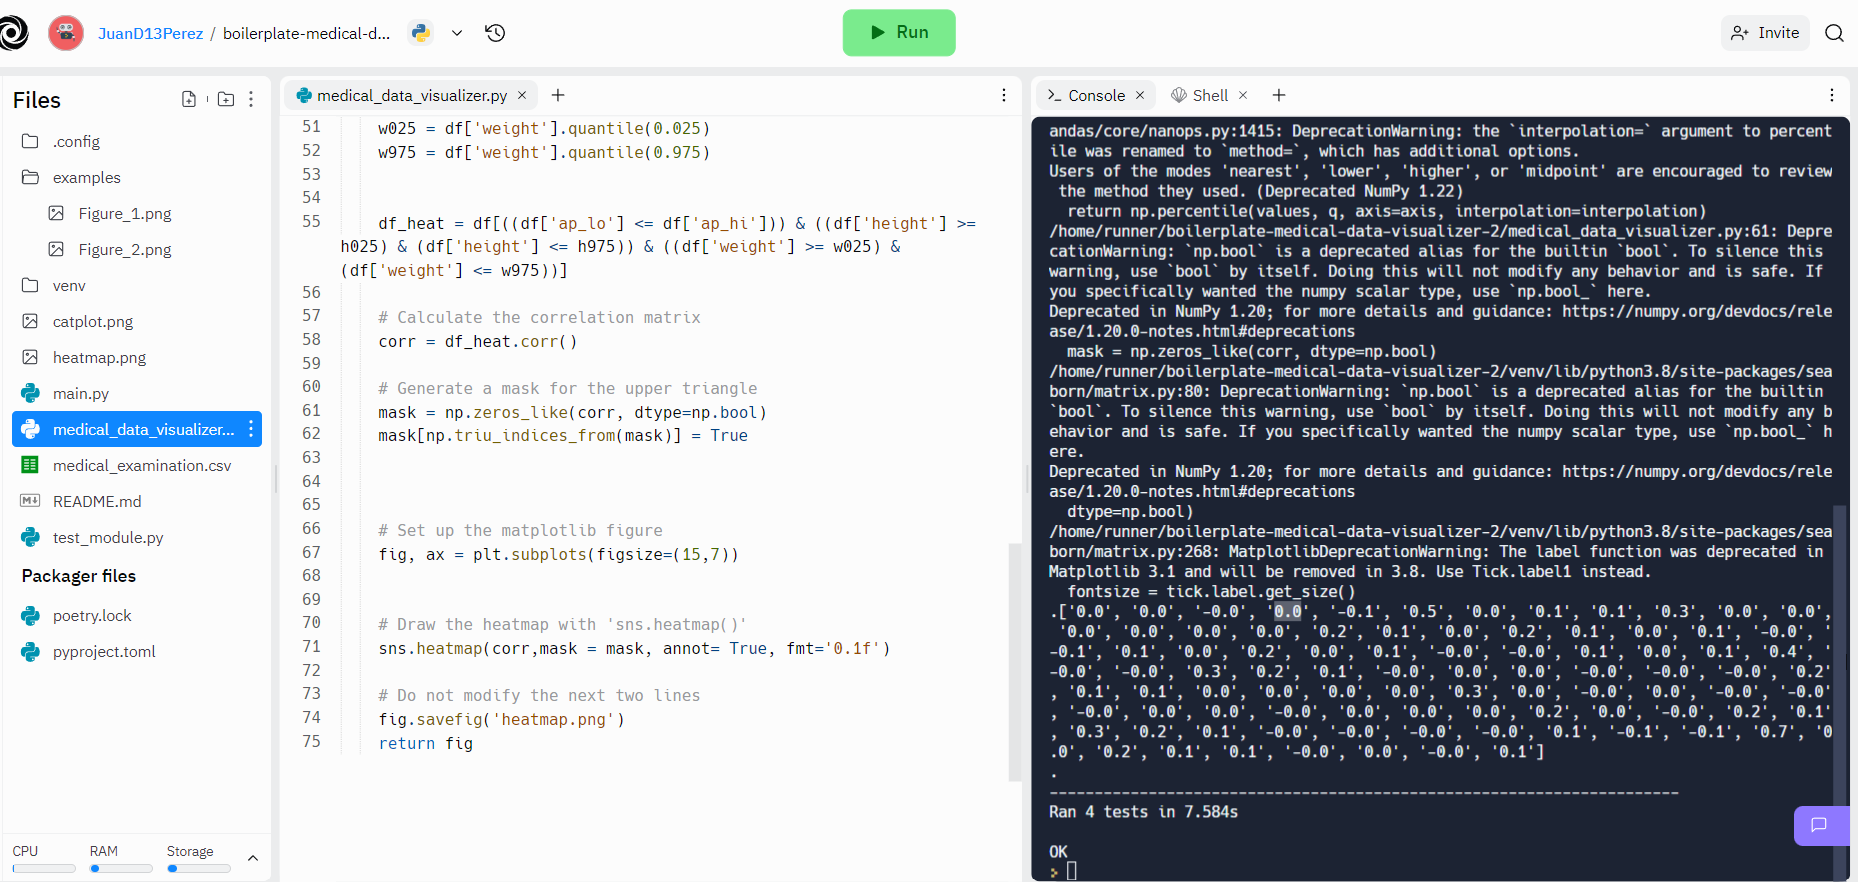 JuanD13Perez / boilerplate-medical-d...
Run
Invite
Files
.config
examples
Figure_1.png
Figure_2.png
venv
catplot.png
heatmap.png
main.py
medical_data_visualizer...
medical_examination.csv
README.md
test_module.py
Packager files
poetry.lock
pyproject.toml
CPU
RAM
Storage
medical_data_visualizer.py
51 w025 = df['weight'].quantile(0.025)
52 w975 = df['weight'].quantile(0.975)
53
54
55 df_heat = df[((df['ap_lo'] <= df['ap_hi'])) & ((df['height'] >=
h025) & (df['height'] <= h975)) & ((df['weight'] >= w025) &
(df['weight'] <= w975))]
56
57 # Calculate the correlation matrix
58 corr = df_heat.corr()
59
60 # Generate a mask for the upper triangle
61 mask = np.zeros_like(corr, dtype=np.bool)
62 mask[np.triu_indices_from(mask)] = True
63
64
65
66 # Set up the matplotlib figure
67 fig, ax = plt.subplots(figsize=(15,7))
68
69
70 # Draw the heatmap with 'sns.heatmap()'
71 sns.heatmap(corr,mask = mask, annot= True, fmt='0.1f')
72
73 # Do not modify the next two lines
74 fig.savefig('heatmap.png')
75 return fig
Console
Shell
andas/core/nanops.py:1415: DeprecationWarning: the `interpolation=` argument to percent
ile was renamed to `method=`, which has additional options.
Users of the modes 'nearest', 'lower', 'higher', or 'midpoint' are encouraged to review
the method they used. (Deprecated NumPy 1.22)
return np.percentile(values, q, axis=axis, interpolation=interpolation)
/home/runner/boilerplate-medical-data-visualizer-2/medical_data_visualizer.py:61: Depre
cationWarning: `np.bool` is a deprecated alias for the builtin `bool`. To silence this
warning, use `bool` by itself. Doing this will not modify any behavior and is safe. If
you specifically wanted the numpy scalar type, use `np.bool_` here.
Deprecated in NumPy 1.20; for more details and guidance: https://numpy.org/devdocs/rele
ase/1.20.0-notes.html#deprecations
mask = np.zeros_like(corr, dtype=np.bool)
/home/runner/boilerplate-medical-data-visualizer-2/venv/lib/python3.8/site-packages/sea
born/matrix.py:80: DeprecationWarning: `np.bool` is a deprecated alias for the builtin
`bool`. To silence this warning, use `bool` by itself. Doing this will not modify any b
ehavior and is safe. If you specifically wanted the numpy scalar type, use `np.bool_` h
ere.
Deprecated in NumPy 1.20; for more details and guidance: https://numpy.org/devdocs/rele
ase/1.20.0-notes.html#deprecations
dtype=np.bool)
/home/runner/boilerplate-medical-data-visualizer-2/venv/lib/python3.8/site-packages/sea
born/matrix.py:268: MatplotlibDeprecationWarning: The label function was deprecated in
Matplotlib 3.1 and will be removed in 3.8. Use Tick.label1 instead.
fontsize = tick.label.get_size()
.['0.0', '0.0', '-0.0', '0.0', '-0.1', '0.5', '0.0', '0.1', '0.1', '0.3', '0.0', '0.0',
'0.0', '0.0', '0.0', '0.0', '0.2', '0.1', '0.0', '0.2', '0.1', '0.0', '0.1', '-0.0', '
-0.1', '0.1', '0.0', '0.2', '0.0', '0.1', '-0.0', '-0.0', '0.1', '0.0', '0.1', '0.4', '
-0.0', '-0.0', '0.3', '0.2', '0.1', '-0.0', '0.0', '0.0', '-0.0', '-0.0', '-0.0', '0.2'
, '0.1', '0.1', '0.0', '0.0', '0.0', '0.0', '0.3', '0.0', '-0.0', '0.0', '-0.0', '-0.0'
, '-0.0', '0.0', '0.0', '-0.0', '0.0', '0.0', '0.0', '0.2', '0.0', '-0.0', '0.2', '0.1'
, '0.3', '0.2', '0.1', '-0.0', '-0.0', '-0.0', '-0.0', '0.1', '-0.1', '-0.1', '0.7', '0
.0', '0.2', '0.1', '0.1', '-0.0', '0.0', '-0.0', '0.1']
.
----------------------------------------------------------------------
Ran 4 tests in 7.584s
OK